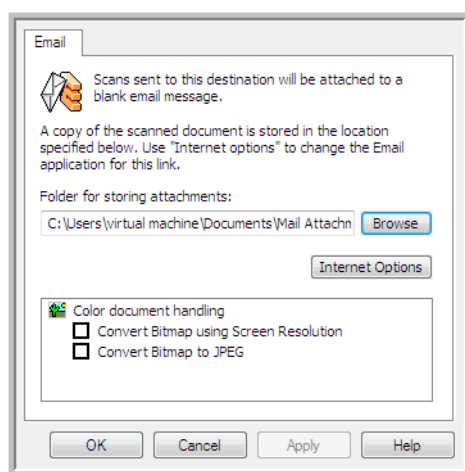 Email
Scans sent to this destination will be attached to a
blank email message.
A copy of the scanned document is stored in the location
specified below. Use "Internet options" to change the Email
application for this link.
Folder for storing attachments:
C:\Users\virtual machine\Documents\Mail Attachn Browse
Internet Options
Color document handling
Convert Bitmap using Screen Resolution
Convert Bitmap to JPEG
OK Cancel Apply Help